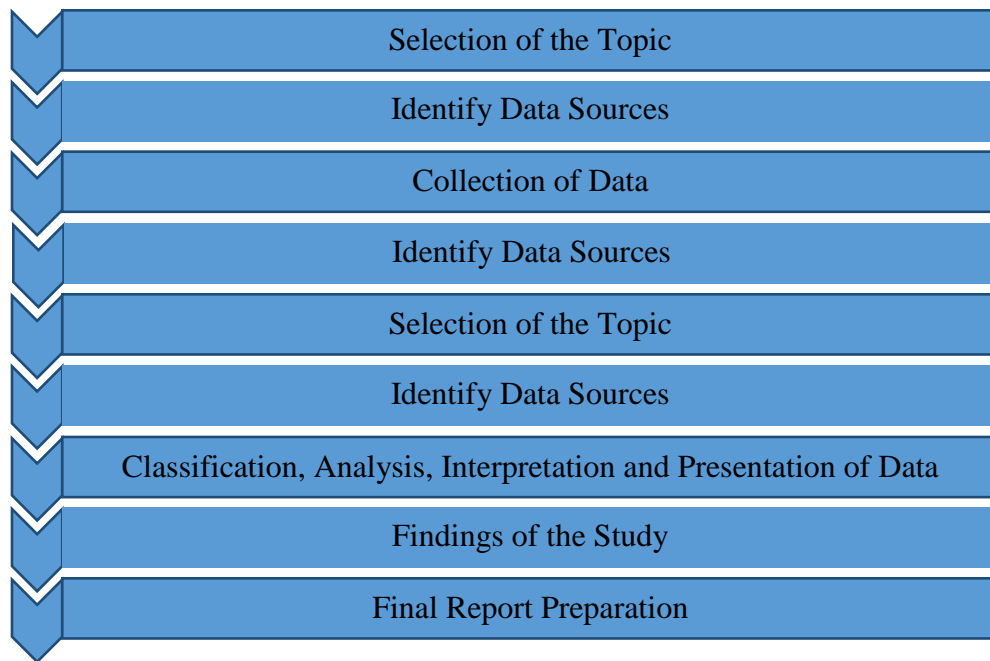 Selection of the Topic
Identify Data Sources
Collection of Data
Identify Data Sources
Selection of the Topic
Identify Data Sources
Classification, Analysis, Interpretation and Presentation of Data
Findings of the Study
Final Report Preparation